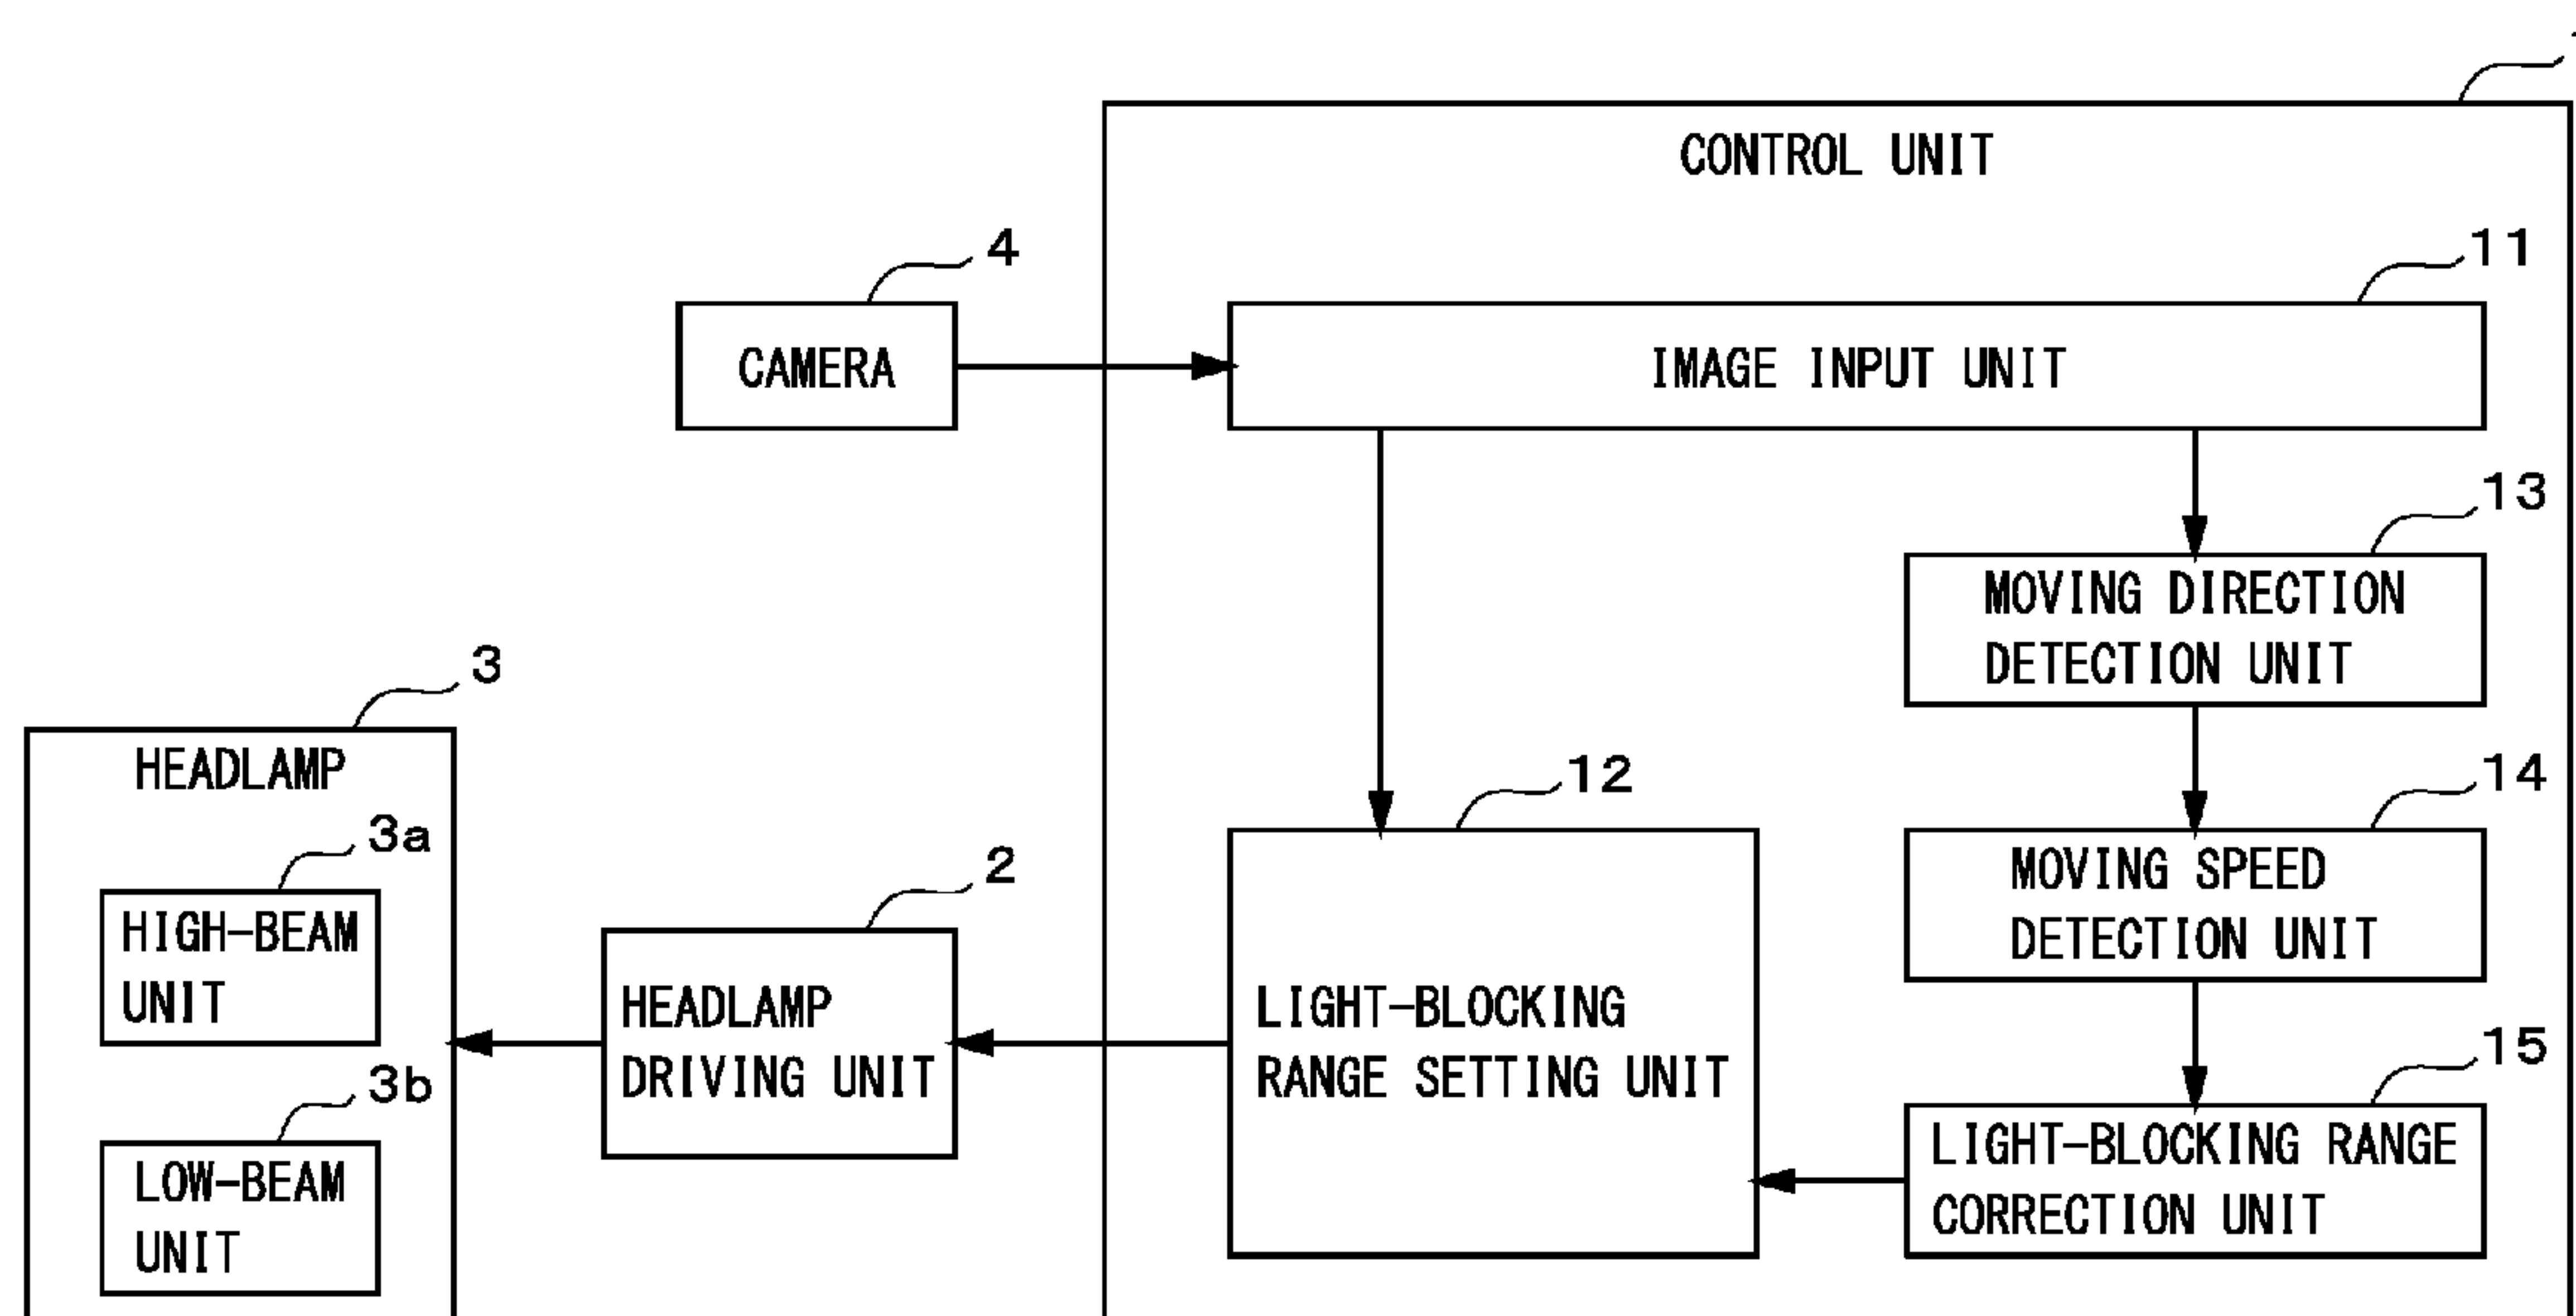 CONTROL UNIT
4
11
CAMERA
IMAGE INPUT UNIT
13
MOVING DIRECTION
DETECTION UNIT
3
HEADLAMP
12
14
3a
2
MOVING SPEED
DETECTION UNIT
HIGH-BEAM
UNIT
HEADLAMP
DRIVING UNIT
LIGHT-BLOCKING
RANGE SETTING UNIT
15
3b
LIGHT-BLOCKING RANGE
CORRECTION UNIT
LOW-BEAM
UNIT